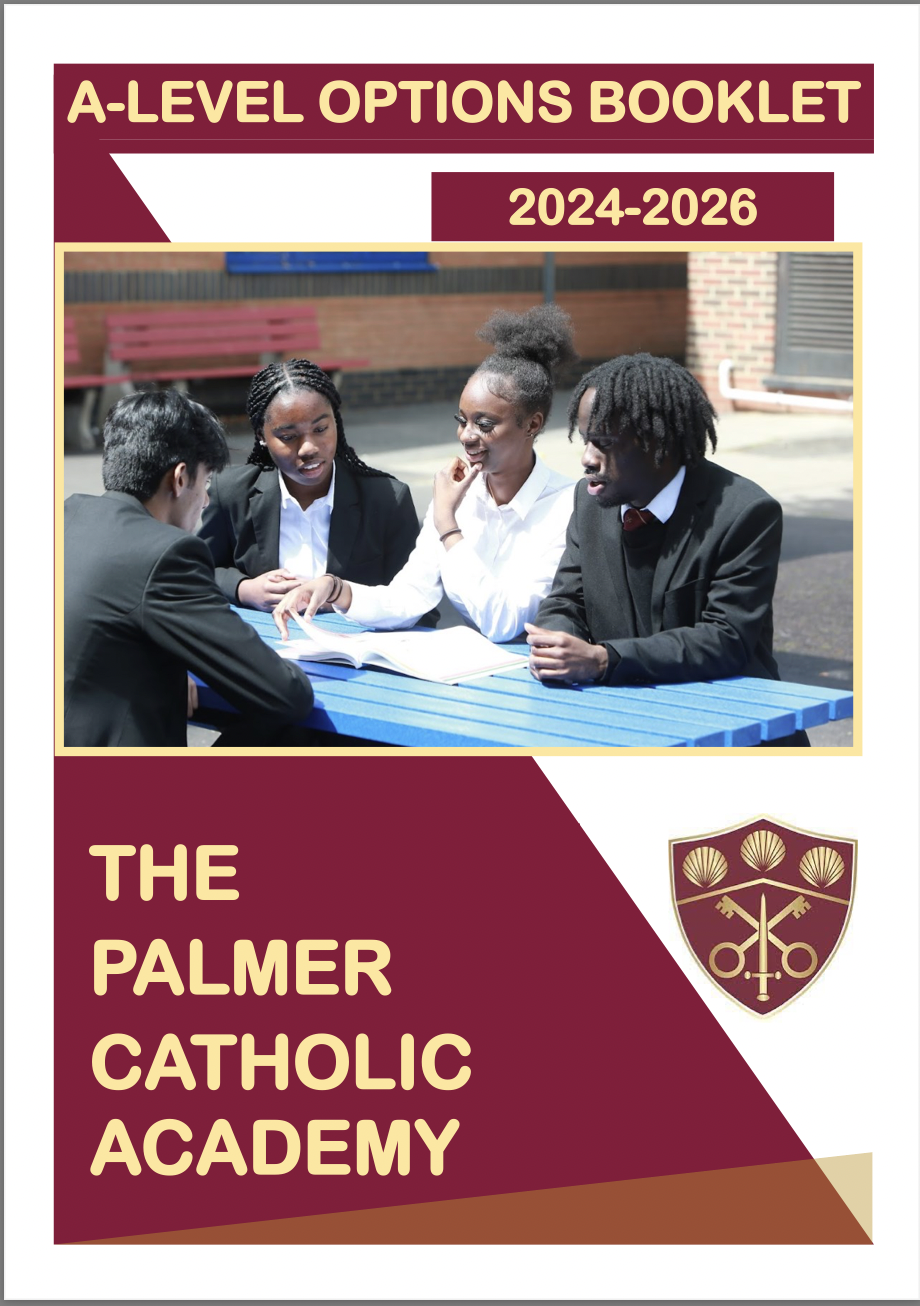 A-LEVEL OPTIONS BOOKLET
2024-2026
THE
PALMER
CATHOLIC
ACADEMY